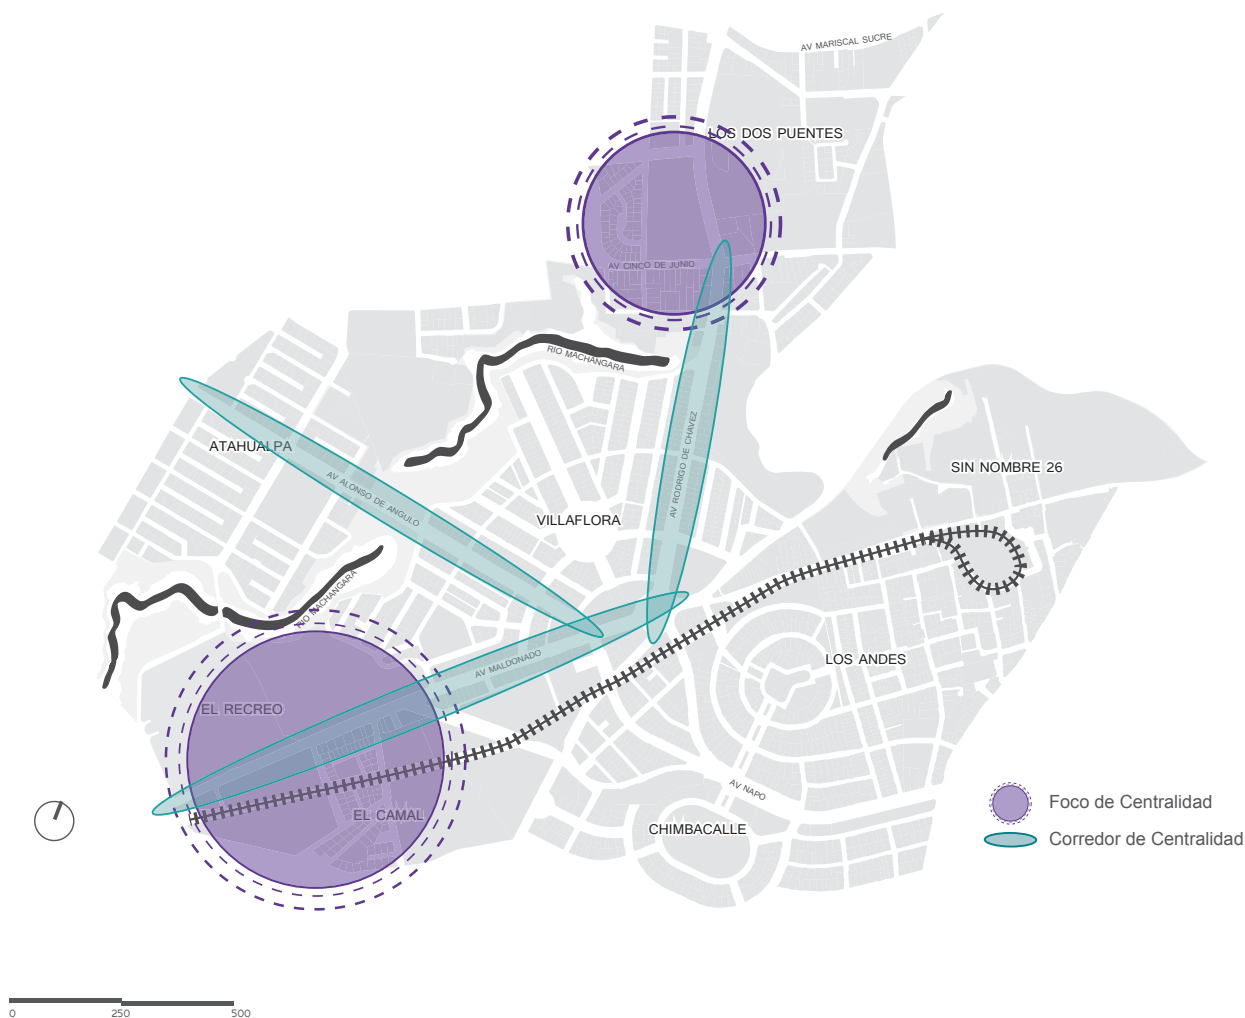 AV MARISCAL SUCRE
LOS DOS PUENTES
AV CINCO DE JUNIO
RIO MACHANGARA
ATAHUALPA
AV RODRIGO DE CHAVEZ
SIN NOMBRE 26
AV ALONSO DE ANGULO
VILLAFLORA
RIO MACHANGARA
AV MALDONADO
LOS ANDES
EL RECREO
AV NAPO
EL CAMAL
CHIMBACALLE
Foco de Centralidad
Corredor de Centralidad
0 250 500